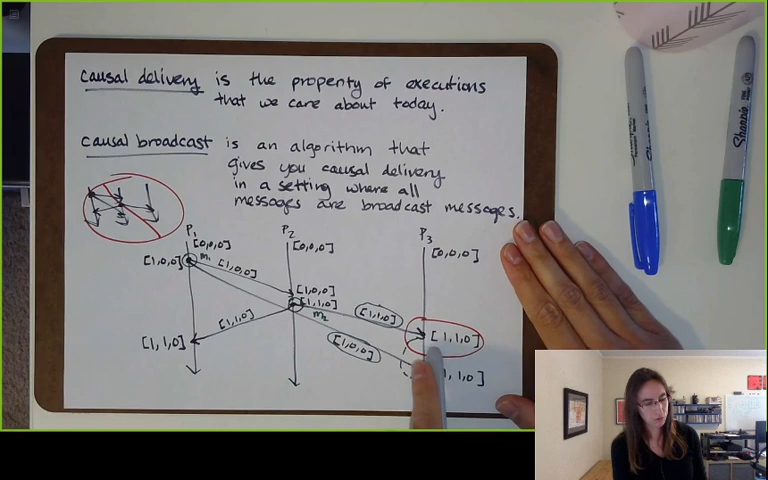 causal delivery is the property of executions
that we care about today.
causal broadcast is an algorithm that
gives you causal delivery
in a setting where all
messages are broadcast messages.
P1 P2 P3
[0,0,0] [0,0,0] [0,0,0]
[1,0,0] m1 [1,0,0]
[1,0,0]
[1,1,0]
m2 [1,1,0]
[1,1,0] [1,1,0]
[1,1,0] [1,0,0]
1,1,0]
Sharpie